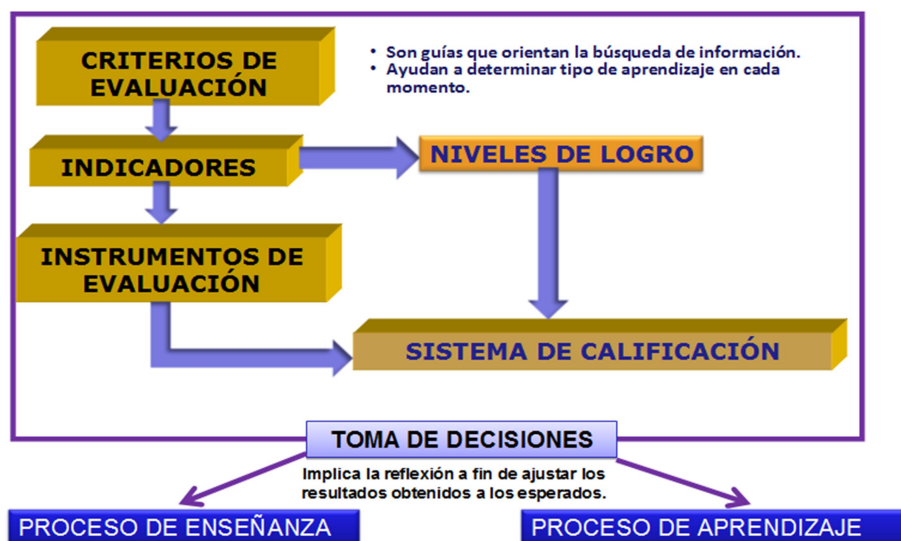 CRITERIOS DE
EVALUACIÓN
• Son guías que orientan la búsqueda de información.
• Ayudan a determinar tipo de aprendizaje en cada
momento.
INDICADORES
NIVELES DE LOGRO
INSTRUMENTOS DE
EVALUACIÓN
SISTEMA DE CALIFICACIÓN
TOMA DE DECISIONES
Implica la reflexión a fin de ajustar los
resultados obtenidos a los esperados.
PROCESO DE ENSEÑANZA
PROCESO DE APRENDIZAJE